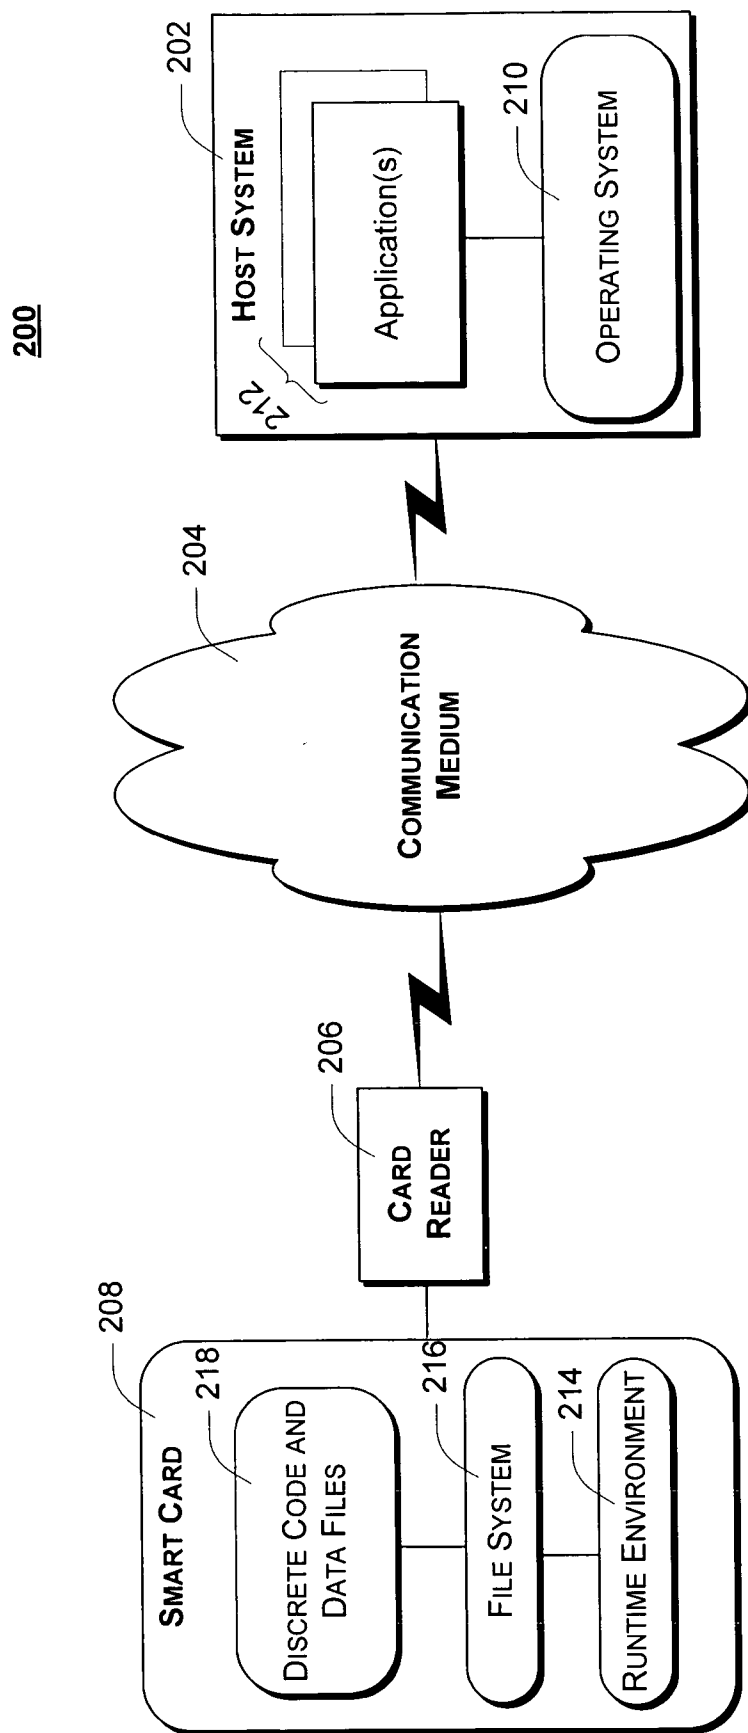 200
SMART CARD
208
DISCRETE CODE AND
DATA FILES
218
FILE SYSTEM
216
RUNTIME ENVIRONMENT
214
CARD
READER
206
COMMUNICATION
MEDIUM
204
HOST SYSTEM
202
212
Application(s)
OPERATING SYSTEM
210